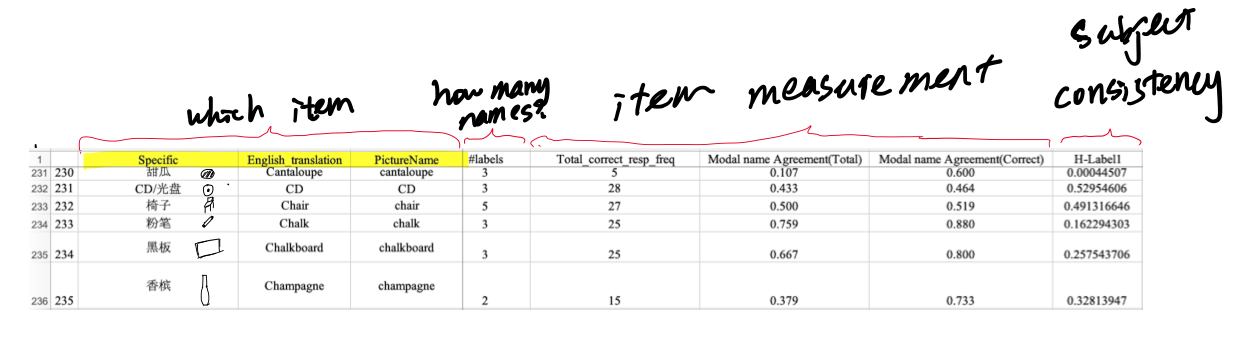 subject
consistency
item measurement
how many
names?
which item
1 Specific English_translation PictureName #labels Total_correct_resp_freq Modal name Agreement(Total) Modal name Agreement(Correct) H-Label1
231 230 甜瓜 Cantaloupe cantaloupe 3 5 0.107 0.600 0.00044507
232 231 CD/光盘 CD CD 3 28 0.433 0.464 0.52954606
233 232 椅子 Chair chair 5 27 0.500 0.519 0.491316646
234 233 粉笔 Chalk chalk 3 25 0.759 0.880 0.162294303
235 234 黑板 Chalkboard chalkboard 3 25 0.667 0.800 0.257543706
236 235 香槟 Champagne champagne 2 15 0.379 0.733 0.32813947